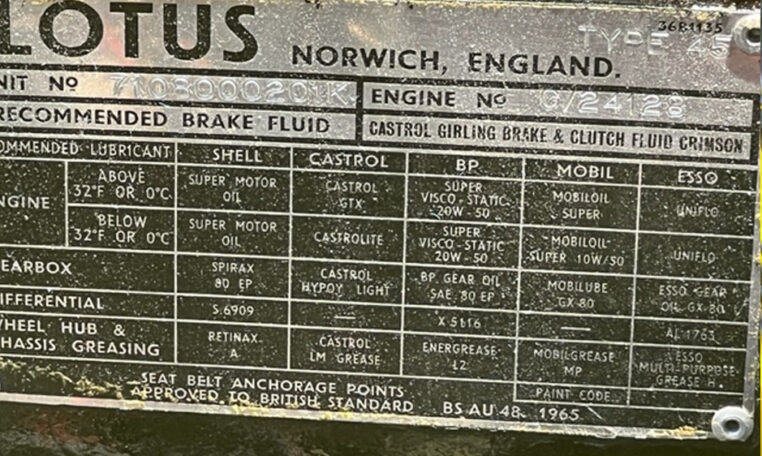 LOTUS
36B1135
TYPE 45
NORWICH, ENGLAND.
NIT Nº 7108000201K ENGINE Nº G/24128
RECOMMENDED BRAKE FLUID CASTROL GIRLING BRAKE & CLUTCH FLUID CRIMSON
OMMENDED LUBRICANT SHELL CASTROL BP MOBIL ESSO
NGINE
ABOVE 32°F OR 0°C SUPER MOTOR OIL CASTROL GTX SUPER VISCO-STATIC 20W-50 MOBILOIL SUPER UNIFLO
BELOW 32°F OR 0°C SUPER MOTOR OIL CASTROLITE SUPER VISCO-STATIC 20W-50 MOBILOIL SUPER 10W/50 UNIFLO
EARBOX SPIRAX 80 EP CASTROL HYPOY LIGHT BP GEAR OIL SAE 80 EP MOBILUBE GX 80 ESSO GEAR OIL GX 80
IFFERENTIAL S.6909 — X 5116 — AL 1763
WHEEL HUB & HASSIS GREASING RETINAX A CASTROL LM GREASE ENERGREASE L2 MOBILGREASE MP ESSO MULTI-PURPOSE GREASE H.
SEAT BELT ANCHORAGE POINTS
APPROVED TO BRITISH STANDARD BS AU 48. 1965
PAINT CODE